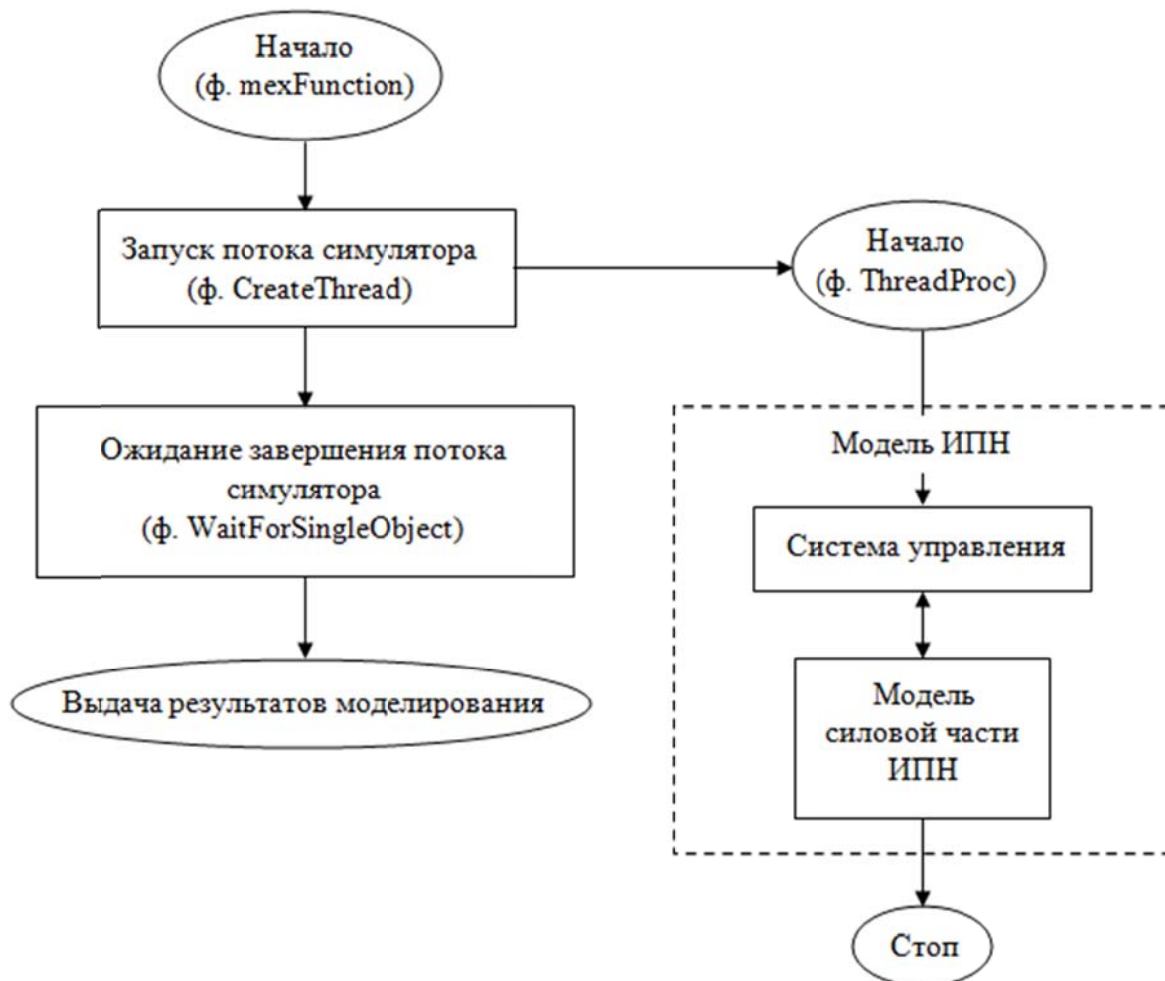 Начало
(ф. mexFunction)
Запуск потока симулятора
(ф. CreateThread)
Ожидание завершения потока
симулятора
(ф. WaitForSingleObject)
Выдача результатов моделирования
Начало
(ф. ThreadProc)
Модель ИПН
Система управления
Модель
силовой части
ИПН
Стоп